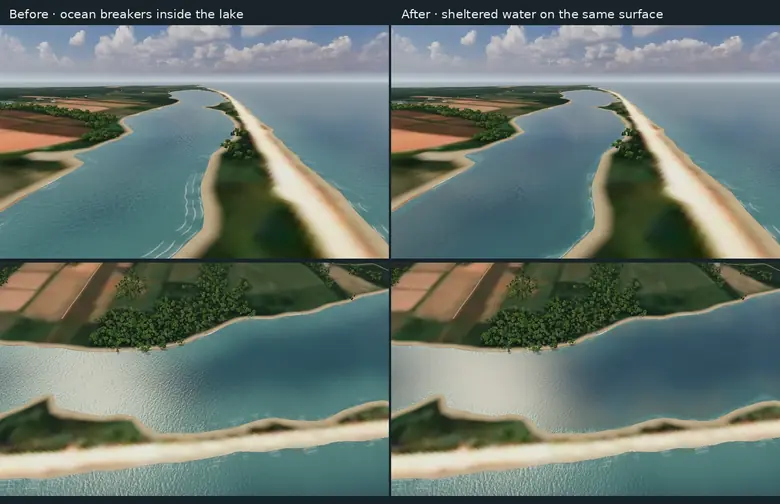 Before · ocean breakers inside the lake
After · sheltered water on the same surface